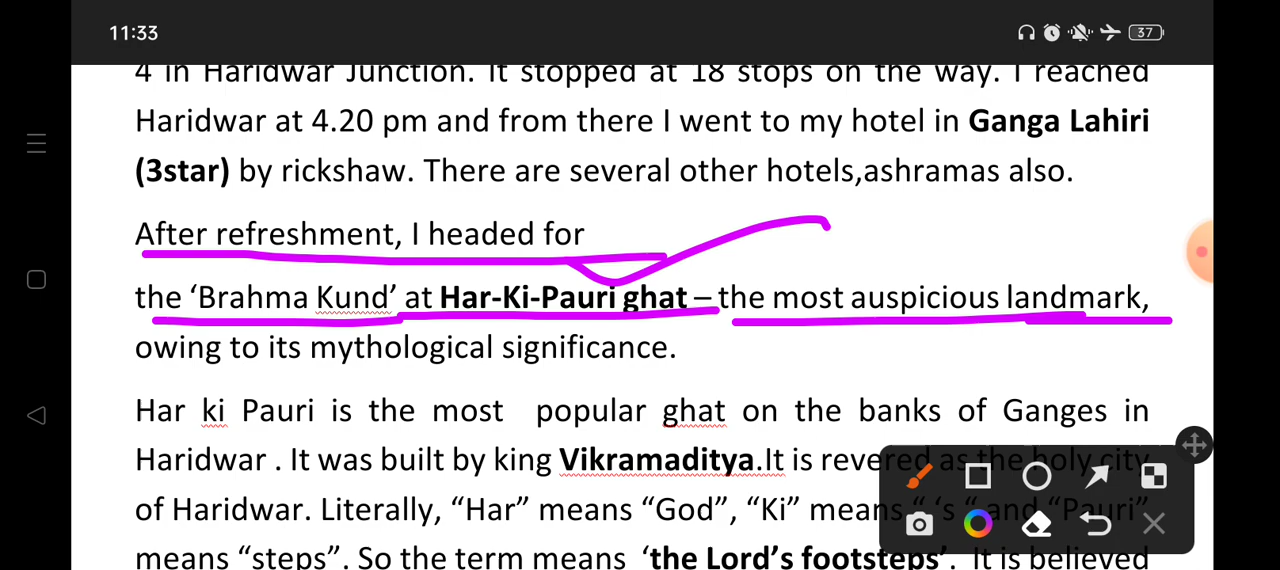 11:33
37
4 in Haridwar Junction. It stopped at 18 stops on the way. I reached
Haridwar at 4.20 pm and from there I went to my hotel in Ganga Lahiri
(3star) by rickshaw. There are several other hotels,ashramas also.
After refreshment, I headed for
the ‘Brahma Kund’ at Har-Ki-Pauri ghat – the most auspicious landmark,
owing to its mythological significance.
Har ki Pauri is the most popular ghat on the banks of Ganges in
Haridwar . It was built by king Vikramaditya.It is revered as the holy city
of Haridwar. Literally, “Har” means “God”, “Ki” means “ ‘s “ and “Pauri”
means “steps”. So the term means ‘the Lord’s footsteps’. It is believed